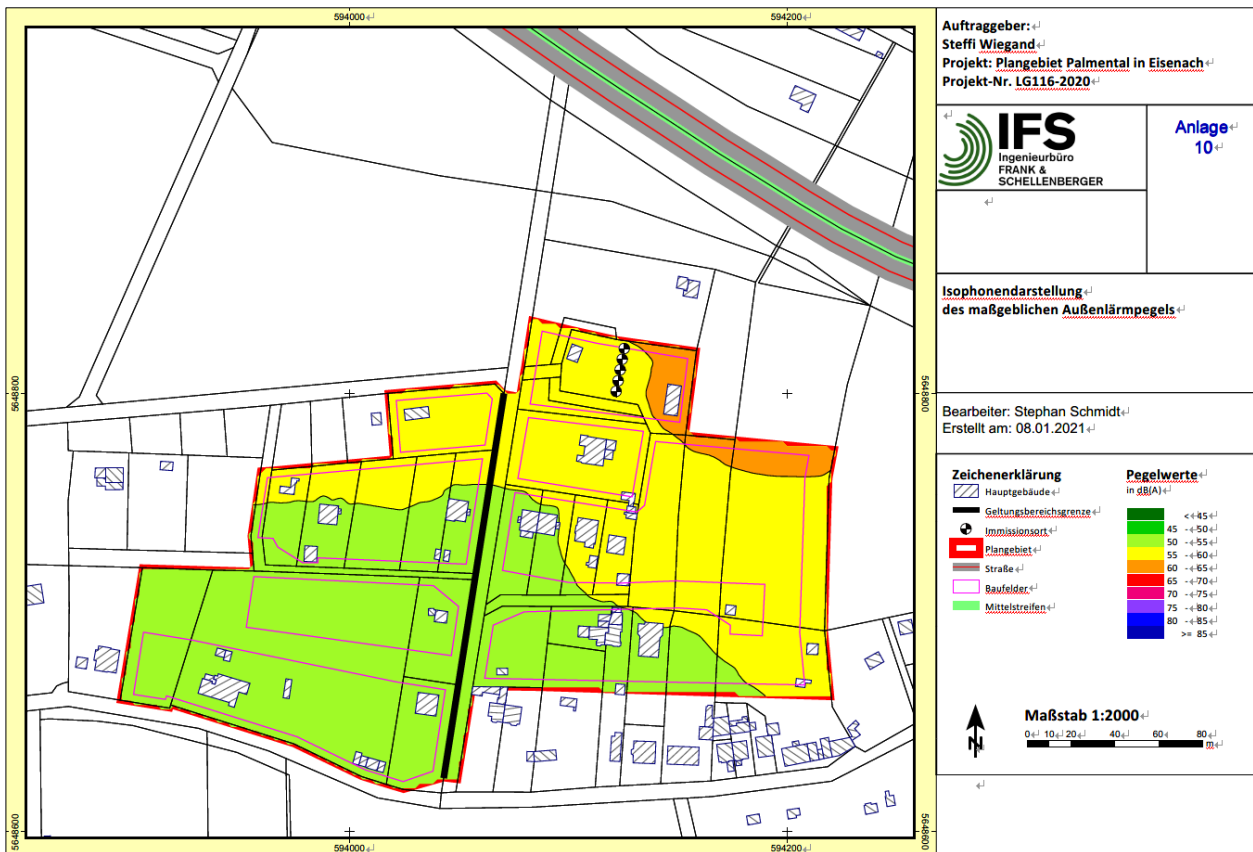 594000
594200
5648800
5648800
5648600
5648600
594000
594200
Auftraggeber:
Steffi Wiegand
Projekt: Plangebiet Palmental in Eisenach
Projekt-Nr. LG116-2020
IFS
Ingenieurbüro
FRANK &
SCHELLENBERGER
Anlage
10
Isophonendarstellung
des maßgeblichen Außenlärmpegels
Bearbeiter: Stephan Schmidt
Erstellt am: 08.01.2021
Zeichenerklärung
Hauptgebäude
Geltungsbereichsgrenze
Immissionsort
Plangebiet
Straße
Baufelder
Mittelstreifen
Pegelwerte
in dB(A)
< 45
45 - 50
50 - 55
55 - 60
60 - 65
65 - 70
70 - 75
75 - 80
80 - 85
>= 85
N
Maßstab 1:2000
0 10 20 40 60 80
m